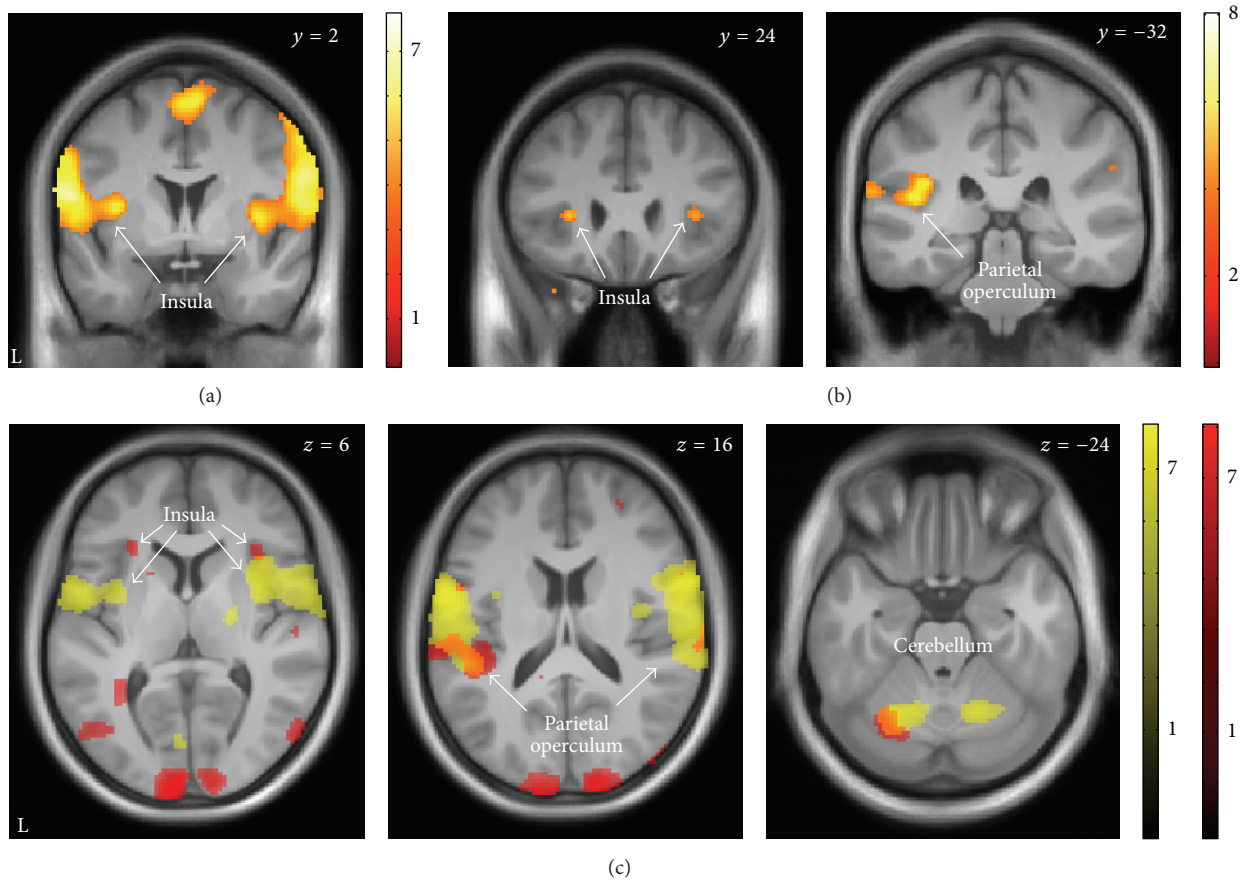 y = 2
7
1
Insula
L
(a)
y = 24
Insula
y = −32
Parietal
operculum
8
2
(b)
z = 6
Insula
L
z = 16
Parietal
operculum
z = −24
Cerebellum
7
1
7
1
(c)